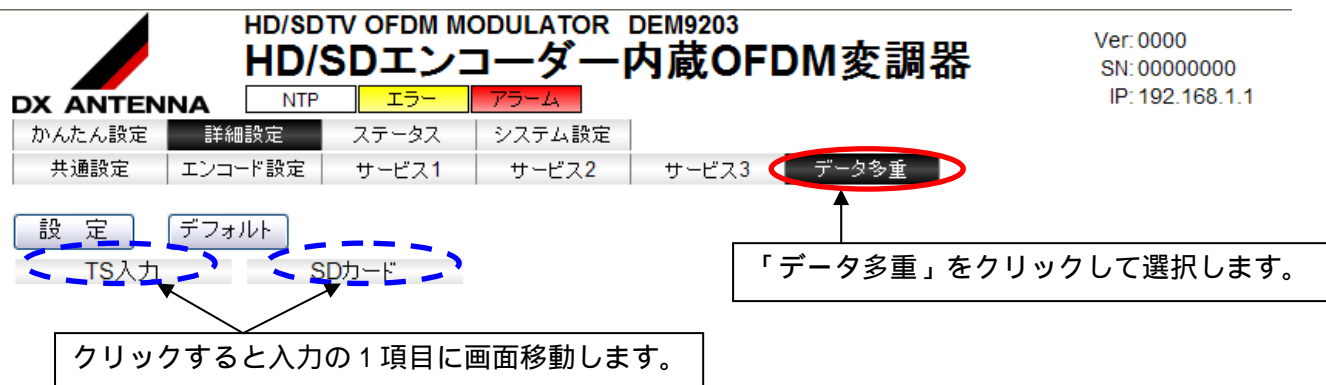 HD/SDTV OFDM MODULATOR DEM9203
HD/SDエンコーダー内蔵OFDM変調器
Ver: 0000
SN: 00000000
IP: 192.168.1.1
DX ANTENNA
NTP エラー アラーム
かんたん設定 詳細設定 ステータス システム設定
共通設定 エンコード設定 サービス1 サービス2 サービス3 データ多重
設 定 デフォルト
TS入力 SDカード
「データ多重」をクリックして選択します。
クリックすると入力の1項目に画面移動します。